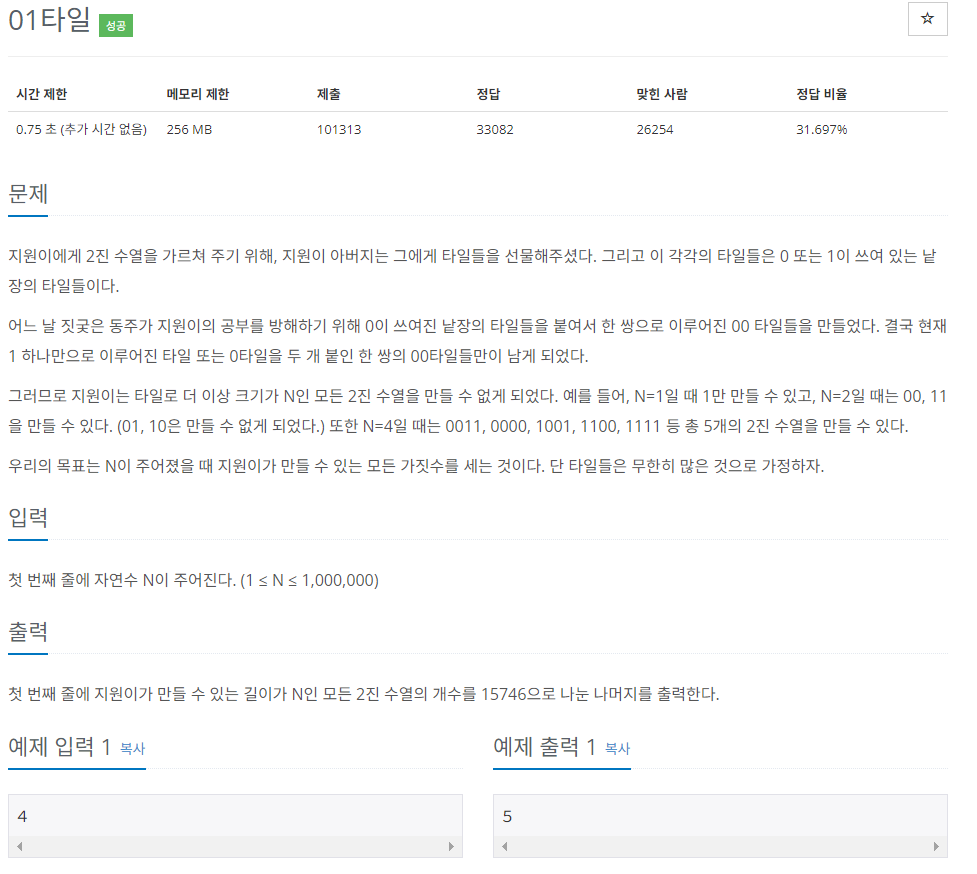 01타일 성공
☆
시간 제한 메모리 제한 제출 정답 맞힌 사람 정답 비율
0.75 초 (추가 시간 없음) 256 MB 101313 33082 26254 31.697%
문제
지원이에게 2진 수열을 가르쳐 주기 위해, 지원이 아버지는 그에게 타일들을 선물해주셨다. 그리고 이 각각의 타일들은 0 또는 1이 쓰여 있는 낱
장의 타일들이다.
어느 날 짓궂은 동주가 지원이의 공부를 방해하기 위해 0이 쓰여진 낱장의 타일들을 붙여서 한 쌍으로 이루어진 00 타일들을 만들었다. 결국 현재
1 하나만으로 이루어진 타일 또는 0타일을 두 개 붙인 한 쌍의 00타일들만이 남게 되었다.
그러므로 지원이는 타일로 더 이상 크기가 N인 모든 2진 수열을 만들 수 없게 되었다. 예를 들어, N=1일 때 1만 만들 수 있고, N=2일 때는 00, 11
을 만들 수 있다. (01, 10은 만들 수 없게 되었다.) 또한 N=4일 때는 0011, 0000, 1001, 1100, 1111 등 총 5개의 2진 수열을 만들 수 있다.
우리의 목표는 N이 주어졌을 때 지원이가 만들 수 있는 모든 가짓수를 세는 것이다. 단 타일들은 무한히 많은 것으로 가정하자.
입력
첫 번째 줄에 자연수 N이 주어진다. (1 ≤ N ≤ 1,000,000)
출력
첫 번째 줄에 지원이가 만들 수 있는 길이가 N인 모든 2진 수열의 개수를 15746으로 나눈 나머지를 출력한다.
예제 입력 1 복사
4
예제 출력 1 복사
5